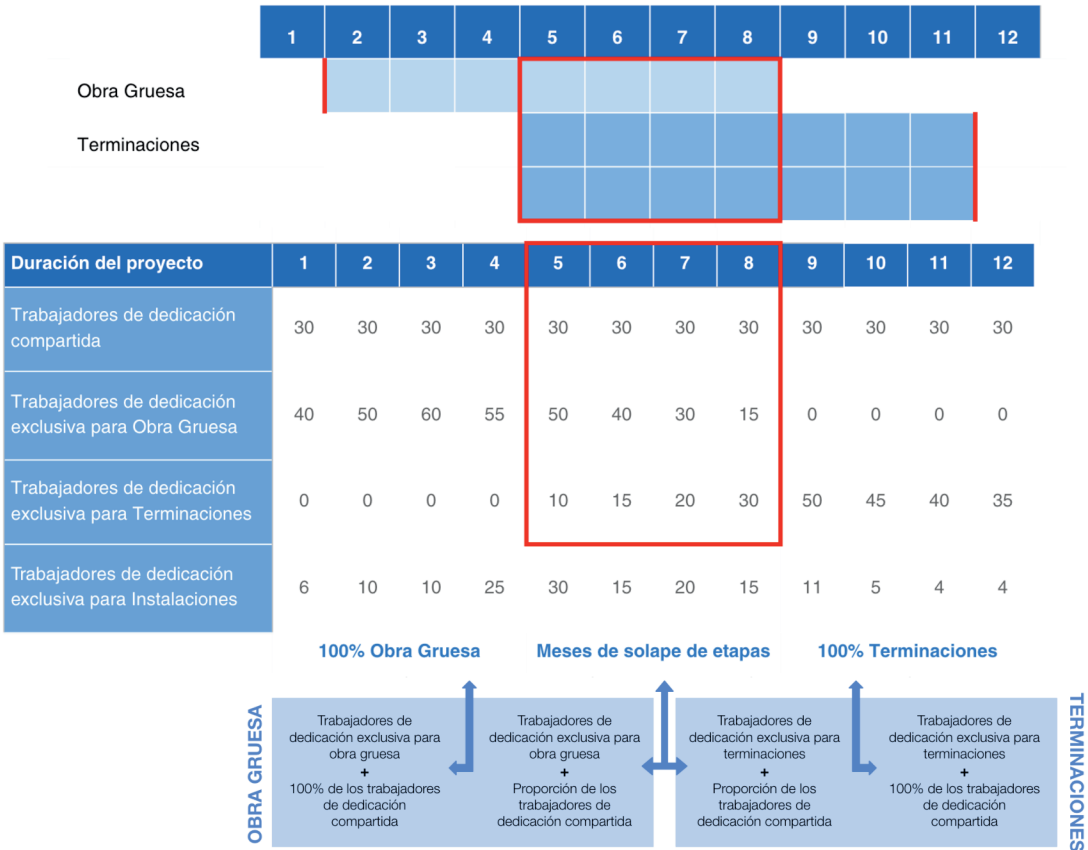 1 2 3 4 5 6 7 8 9 10 11 12
Obra Gruesa
Terminaciones
Duración del proyecto 1 2 3 4 5 6 7 8 9 10 11 12
Trabajadores de dedicación
compartida
30 30 30 30 30 30 30 30 30 30 30 30
Trabajadores de dedicación
exclusiva para Obra Gruesa
40 50 60 55 50 40 30 15 0 0 0 0
Trabajadores de dedicación
exclusiva para Terminaciones
0 0 0 0 10 15 20 30 50 45 40 35
Trabajadores de dedicación
exclusiva para Instalaciones
6 10 10 25 30 15 20 15 11 5 4 4
100% Obra Gruesa
Meses de solape de etapas
100% Terminaciones
OBRA GRUESA
Trabajadores de
dedicación exclusiva para
obra gruesa
+
100% de los trabajadores
de dedicación
compartida
Trabajadores de
dedicación exclusiva para
obra gruesa
+
Proporción de los
trabajadores de
dedicación compartida
Trabajadores de
dedicación exclusiva para
terminaciones
+
Proporción de los
trabajadores de
dedicación compartida
Trabajadores de
dedicación exclusiva para
terminaciones
+
100% de los trabajadores
de dedicación
compartida
TERMINACIONES